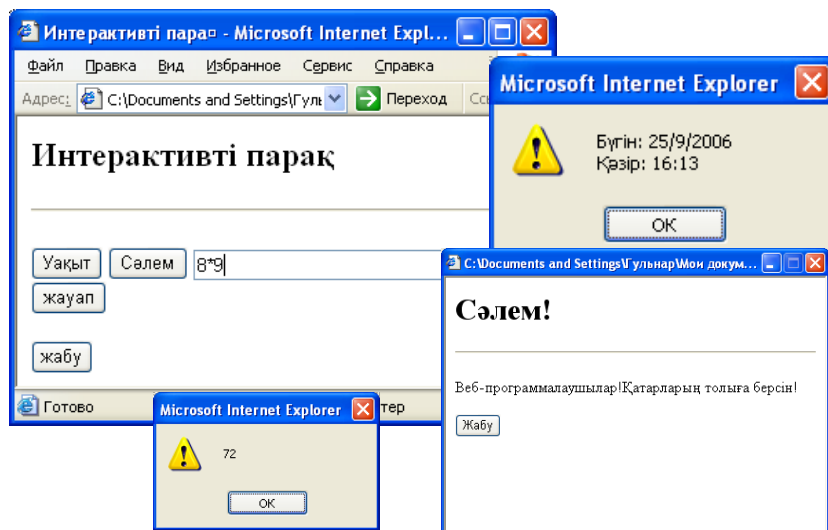 Интерактивті пара¤ - Microsoft Internet Expl...
Файл Правка Вид Избранное Сервис Справка
Адрес: C:\Documents and Settings\Гуль Переход
Интерактивті парақ
Уақыт Сәлем 8*9
жауап
жабу
Готово
Microsoft Internet Explorer
Бүгін: 25/9/2006
Қәзір: 16:13
OK
C:\Documents and Settings\Гульнар\Мои докум...
Сәлем!
Веб-программалаушылар!Қатарларың толыға берсін!
Жабу
Microsoft Internet Explorer
72
OK